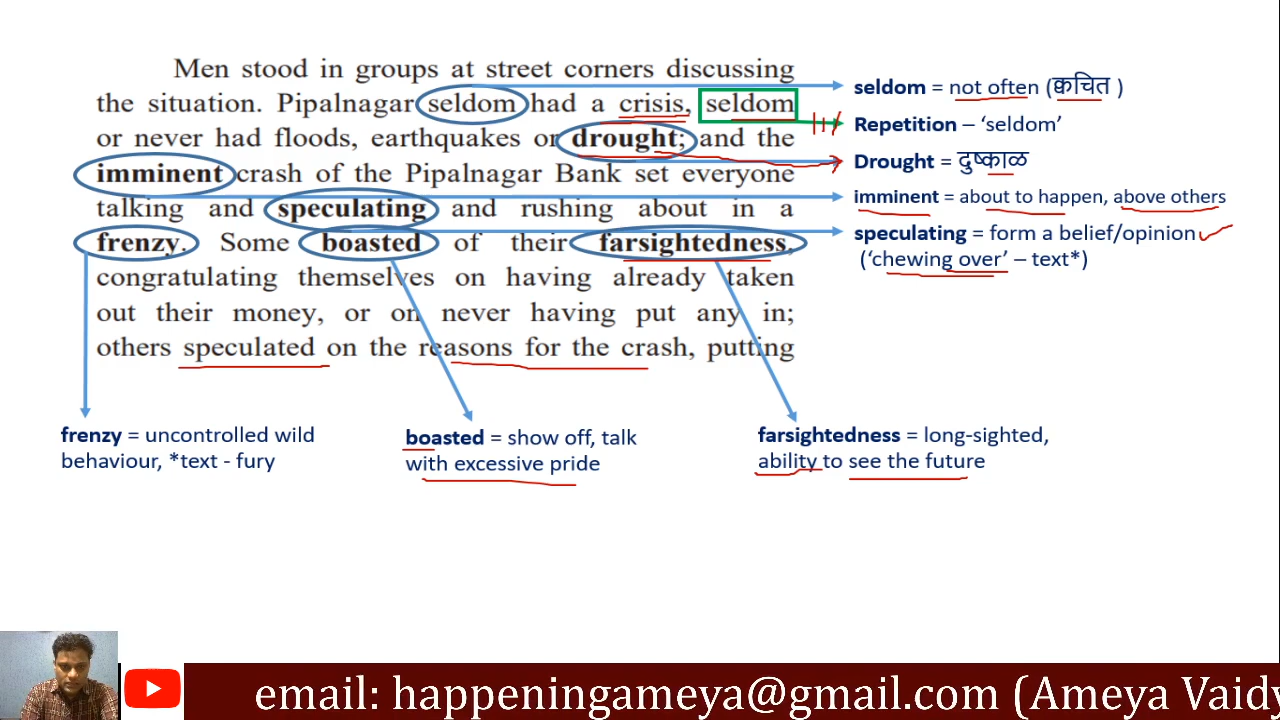 Men stood in groups at street corners discussing
the situation. Pipalnagar seldom had a crisis, seldom
or never had floods, earthquakes or drought; and the
imminent crash of the Pipalnagar Bank set everyone
talking and speculating and rushing about in a
frenzy. Some boasted of their farsightedness,
congratulating themselves on having already taken
out their money, or on never having put any in;
others speculated on the reasons for the crash, putting
seldom = not often (क्वचित )
Repetition – ‘seldom’
Drought = दुष्काळ
imminent = about to happen, above others
speculating = form a belief/opinion
(‘chewing over’ – text*)
frenzy = uncontrolled wild
behaviour, *text - fury
boasted = show off, talk
with excessive pride
farsightedness = long-sighted,
ability to see the future
email: happeningameya@gmail.com (Ameya Vaidy